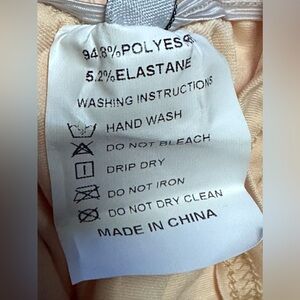 94.8%POLYES
5.2%ELASTANE
WASHING INSTRUCTIONS
HAND WASH
DO NOT BLEACH
DRIP DRY
DO NOT IRON
DO NOT DRY CLEAN
MADE IN CHINA